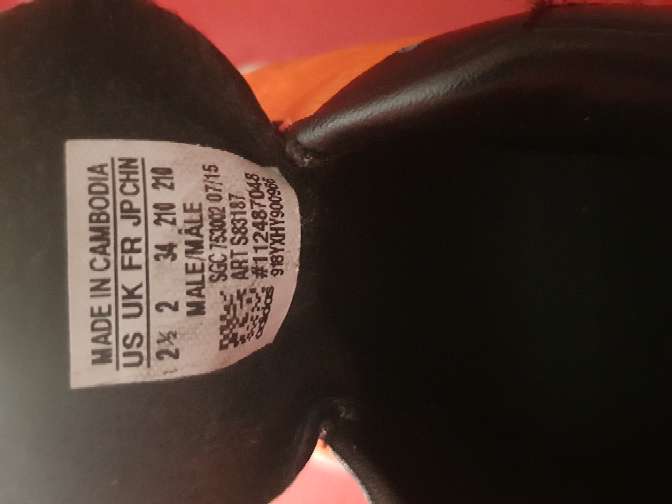 MADE IN CAMBODIA
US UK FR JP CHN
2½ 2 34 210 210
MALE/MÂLE
SGC 753002 07/15
ART S83187
#112487048
918YXHY900966
adidas